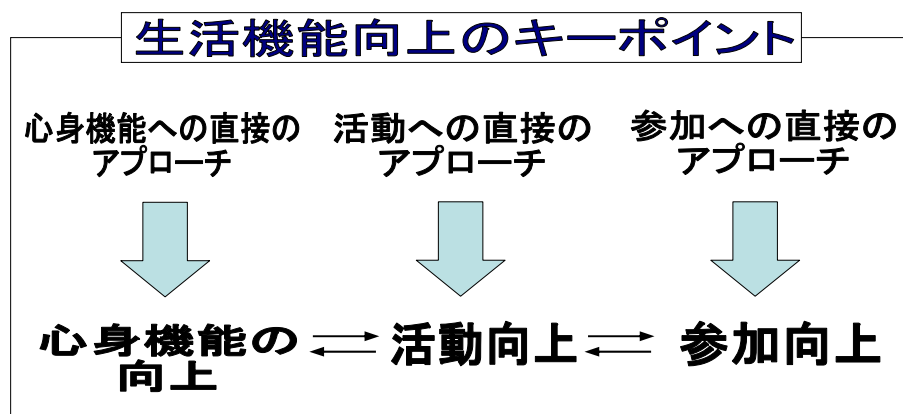 生活機能向上のキーポイント
心身機能への直接の
アプローチ
活動への直接の
アプローチ
参加への直接の
アプローチ
心身機能の
向上
活動向上
参加向上